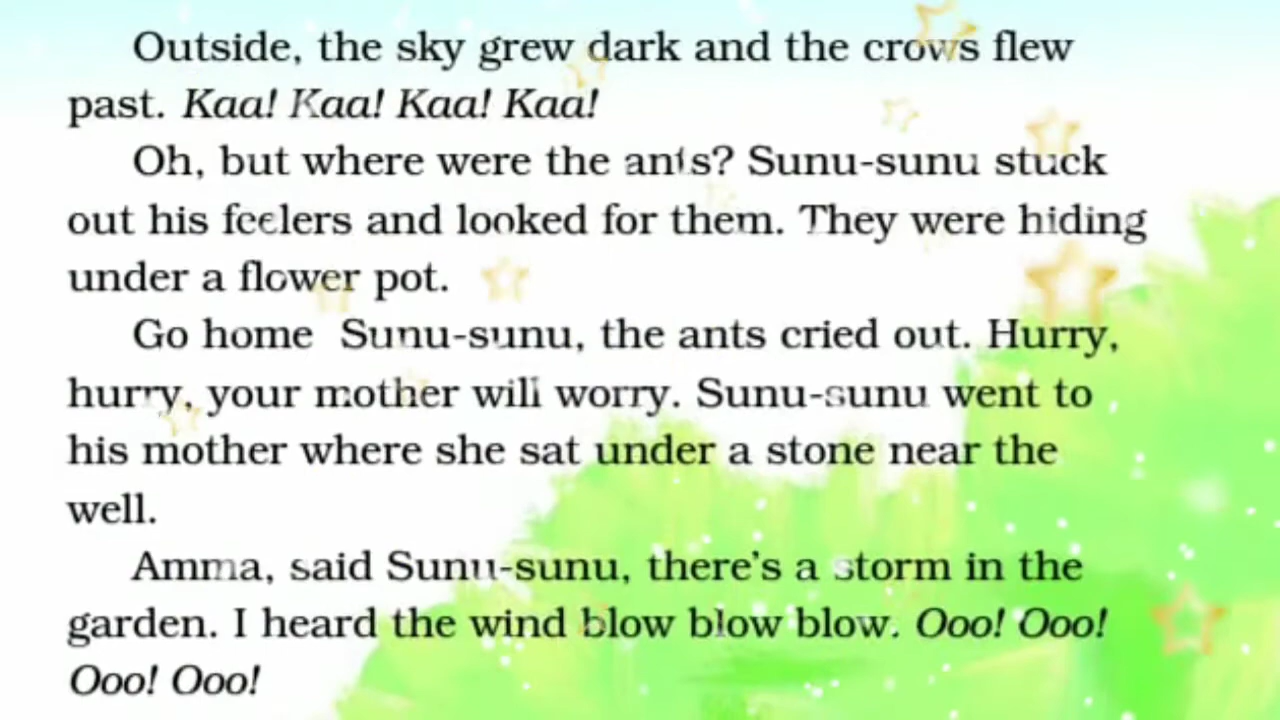 Outside, the sky grew dark and the crows flew
past. Kaa! Kaa! Kaa! Kaa!
Oh, but where were the ants? Sunu-sunu stuck
out his feelers and looked for them. They were hiding
under a flower pot.
Go home Sunu-sunu, the ants cried out. Hurry,
hurry, your mother will worry. Sunu-sunu went to
his mother where she sat under a stone near the
well.
Amma, said Sunu-sunu, there's a storm in the
garden. I heard the wind blow blow blow. Ooo! Ooo!
Ooo! Ooo!